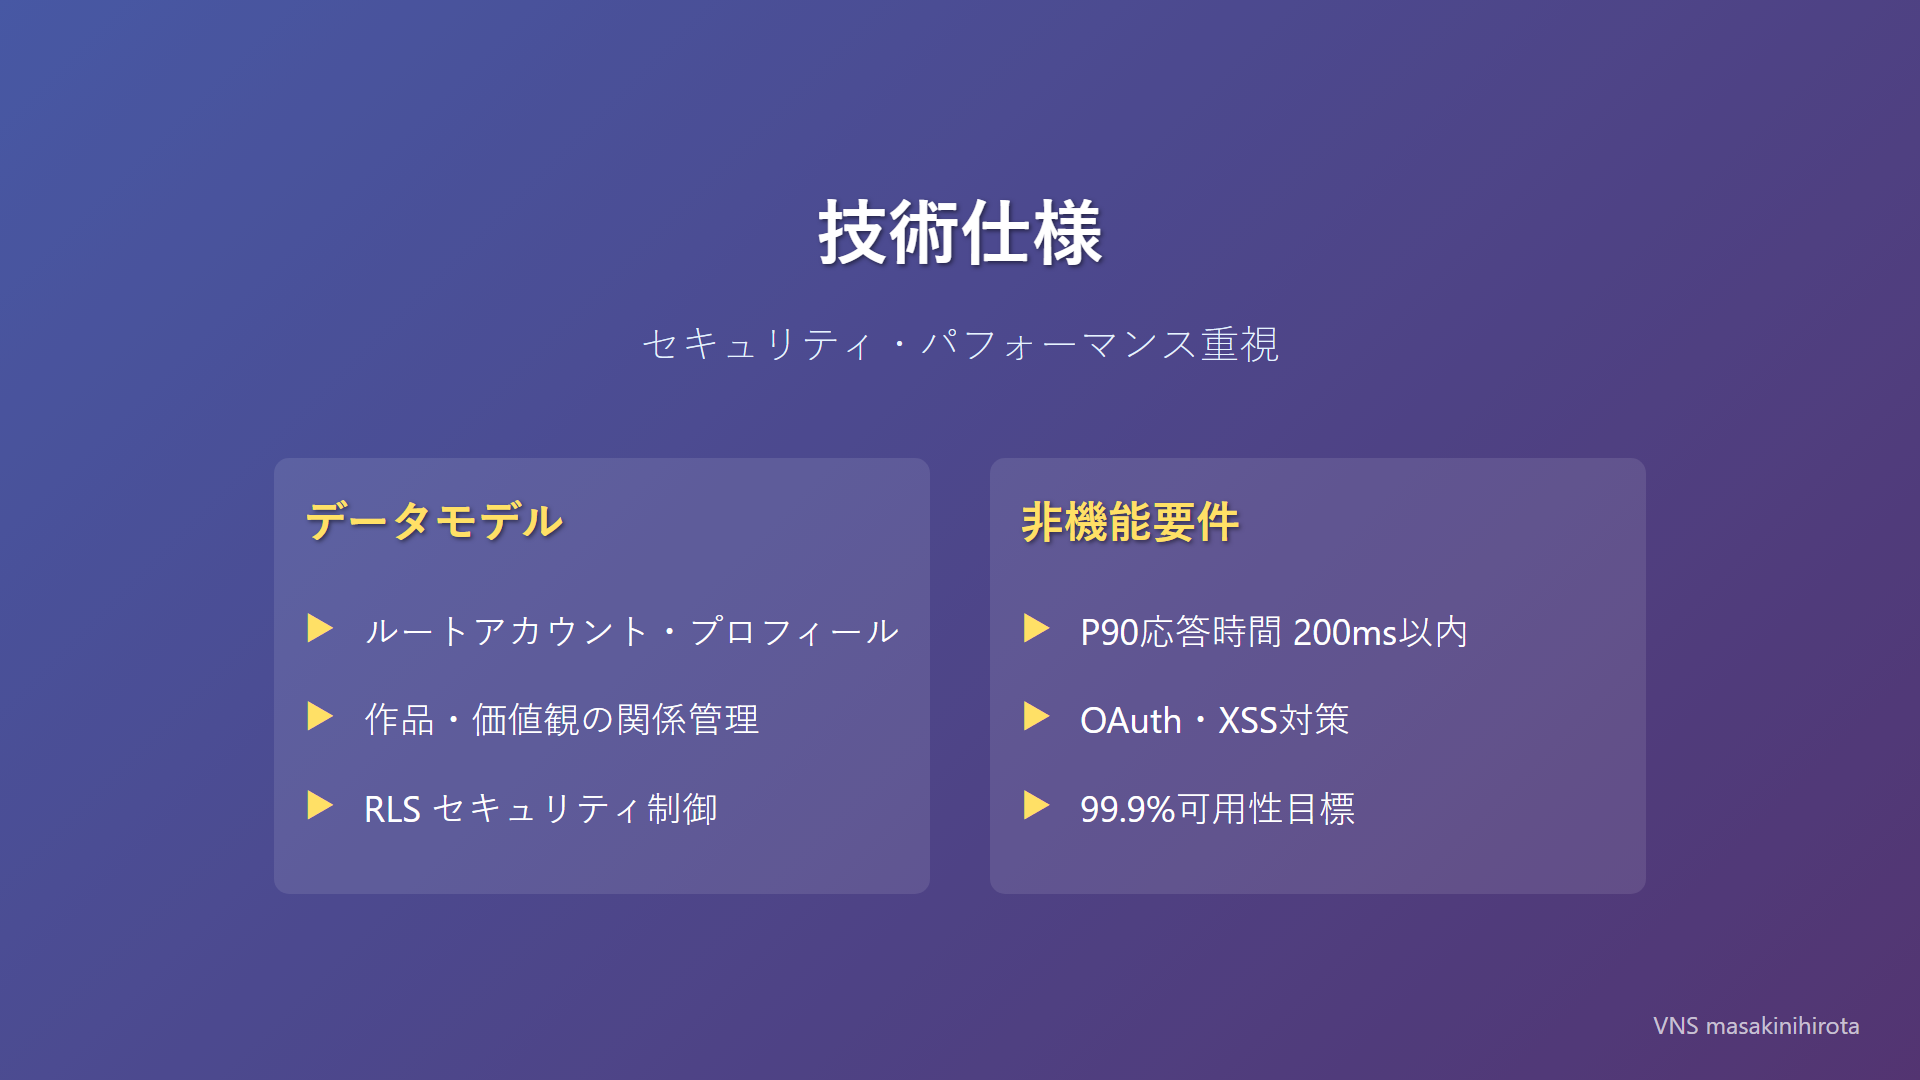 技術仕様
セキュリティ・パフォーマンス重視
データモデル
▶ ルートアカウント・プロフィール
▶ 作品・価値観の関係管理
▶ RLS セキュリティ制御
非機能要件
▶ P90応答時間 200ms以内
▶ OAuth・XSS対策
▶ 99.9%可用性目標
VNS masakinihirota